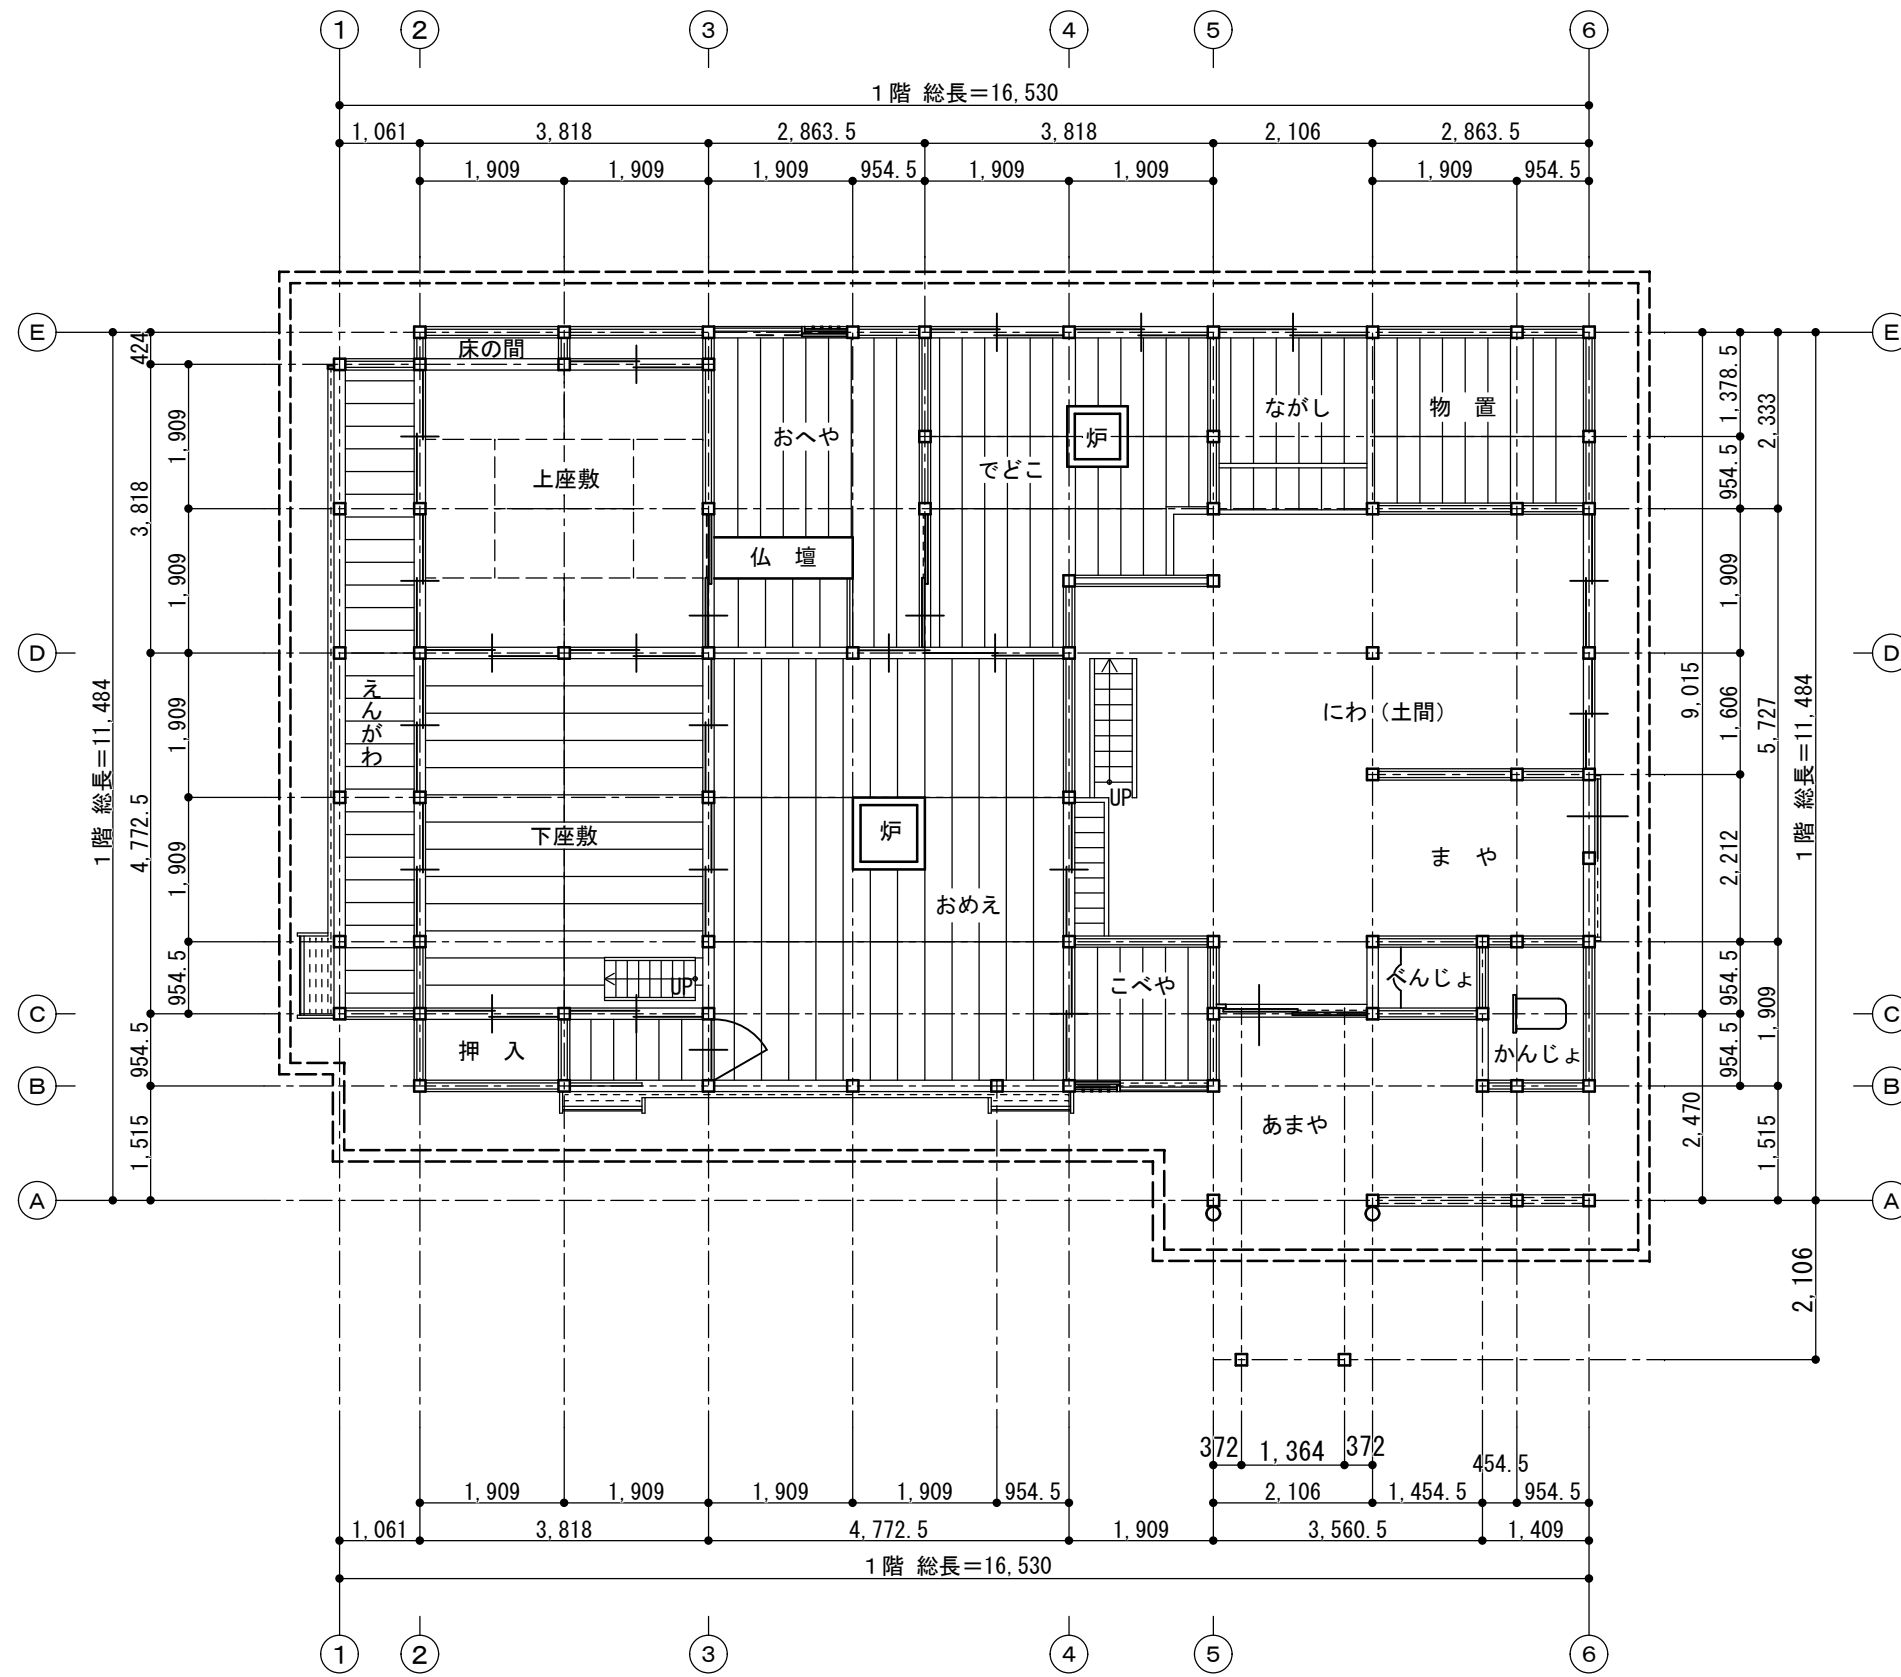 1 2 3 4 5 6
1階 総長=16,530
1,061 3,818 2,863.5 3,818 2,106 2,863.5
1,909 1,909 1,909 954.5 1,909 1,909 1,909 954.5
E E
424
床の間
1,378.5
1,909
2,333
おへや
炉
ながし
物 置
でどこ
上座敷
954.5
3,818
仏 壇
1,909
1,909
D D
えんがわ
1階 総長=11,484
1,909
4,772.5
にわ(土間)
9,015
1,606
5,727
1階 総長=11,484
UP
下座敷
炉
ま や
2,212
1,909
おめえ
954.5
UP
こべや
べんじょ
954.5
C C
1,909
954.5
押 入
かんじょ
954.5
B B
あまや
1,515
2,470
1,515
A A
2,106
372 1,364 372
454.5
1,909 1,909 1,909 1,909 954.5 2,106 1,454.5 954.5
1,061 3,818 4,772.5 1,909 3,560.5 1,409
1階 総長=16,530
1 2 3 4 5 6